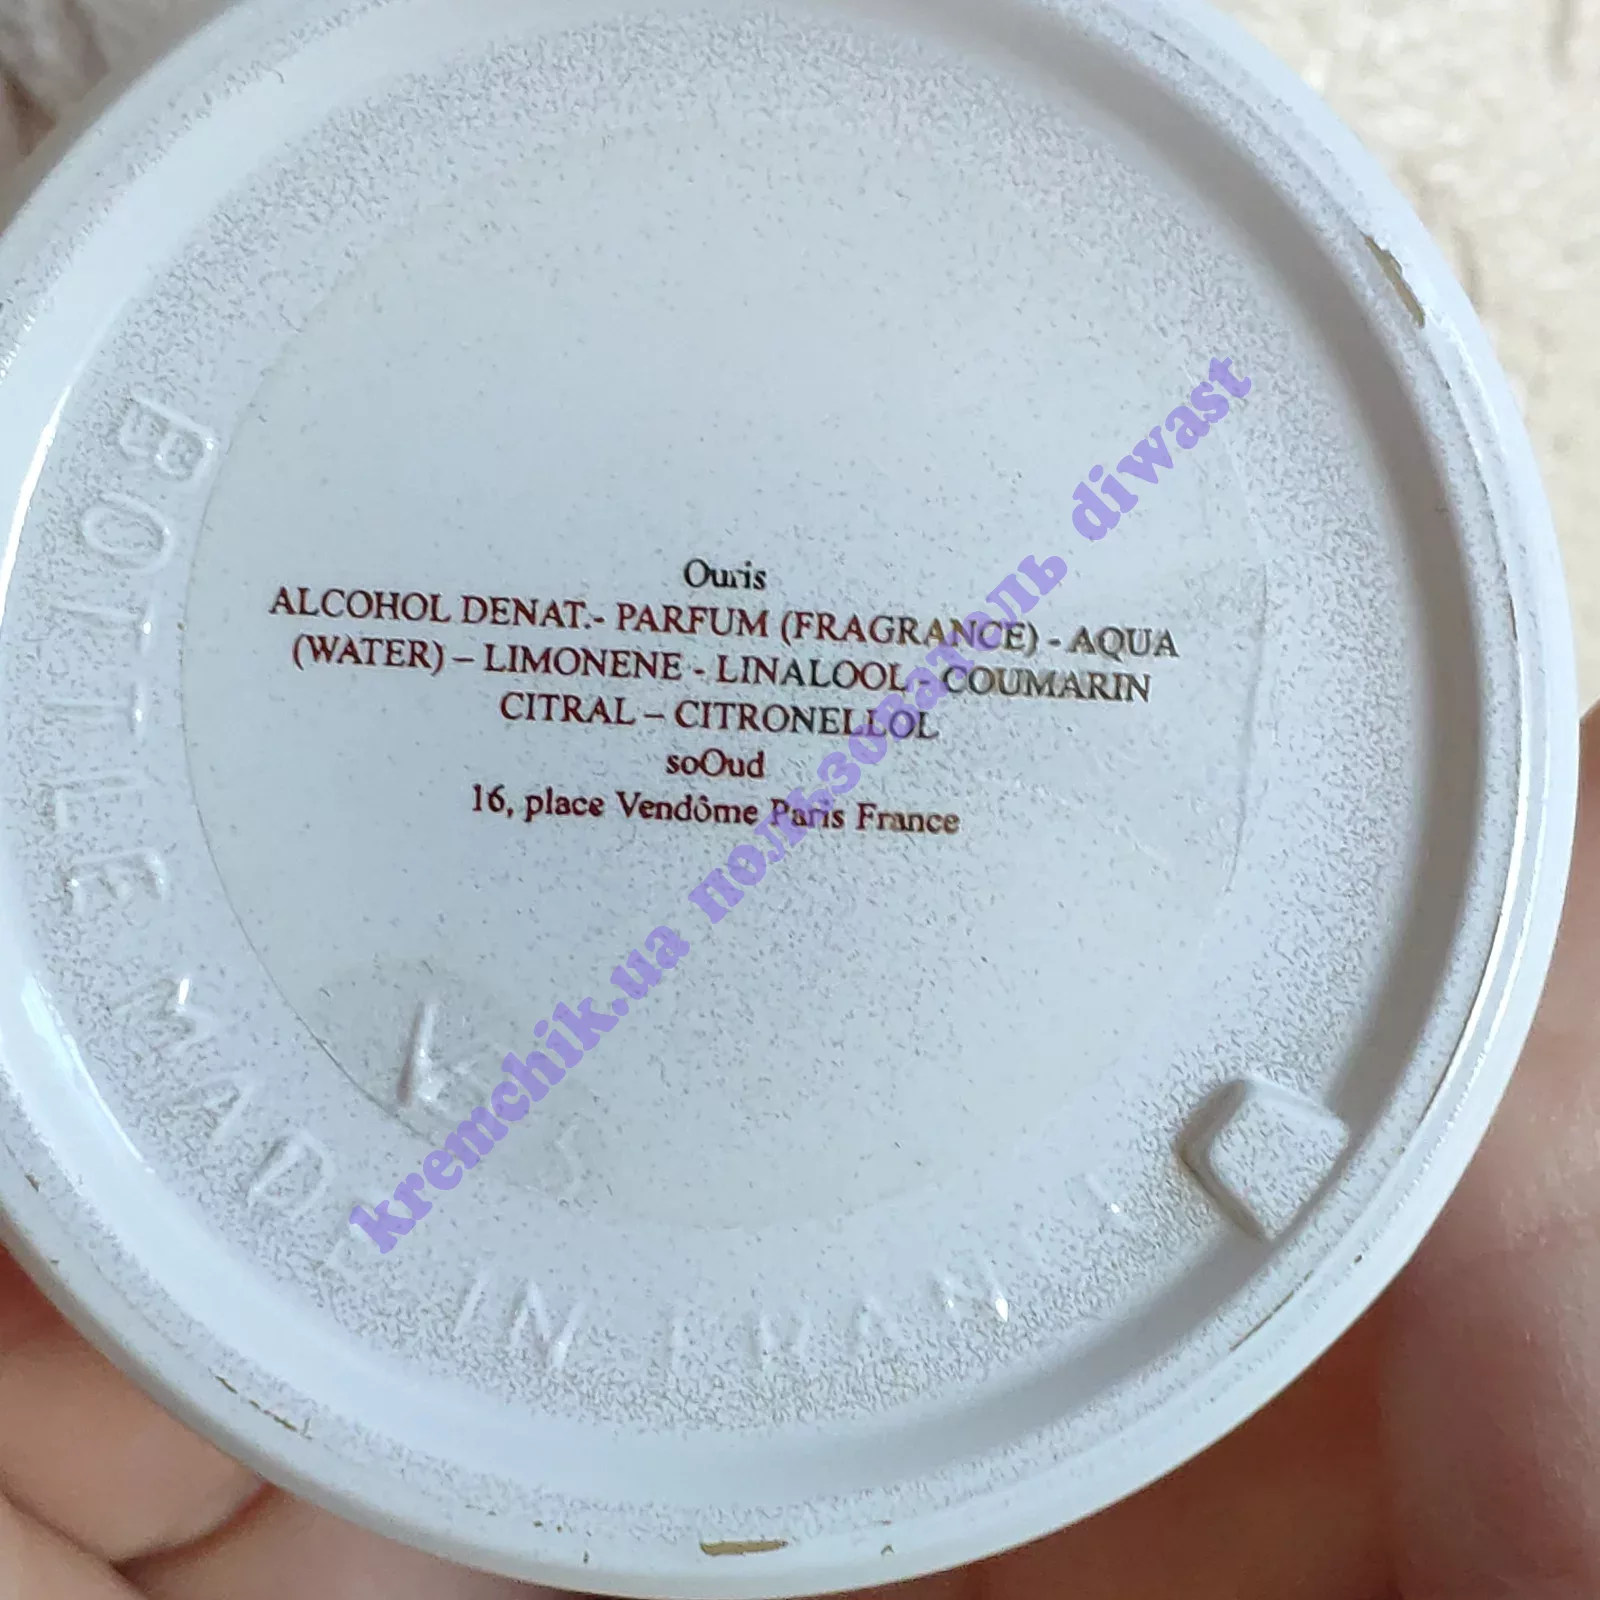 Ouris
ALCOHOL DENAT.- PARFUM (FRAGRANCE) - AQUA
(WATER) – LIMONENE - LINALOOL - COUMARIN
CITRAL – CITRONELLOL
soOud
16, place Vendôme Paris France
BOTTLE MADE IN FRAN
kremchik.ua пользователь diwast